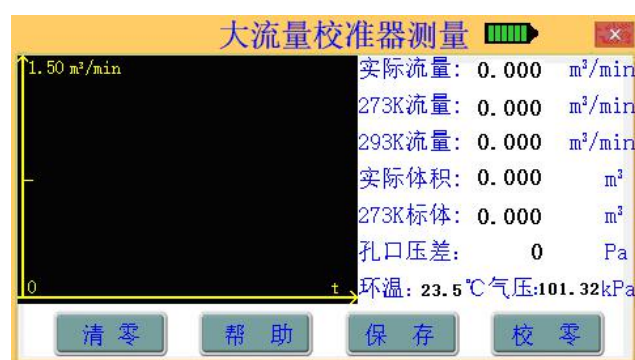 大流量校准器测量
1.50 m³/min
0
t
实际流量: 0.000 m³/min
273K流量: 0.000 m³/min
293K流量: 0.000 m³/min
实际体积: 0.000 m³
273K标体: 0.000 m³
孔口压差: 0 Pa
环温: 23.5℃气压:101.32kPa
清零 帮助 保存 校零